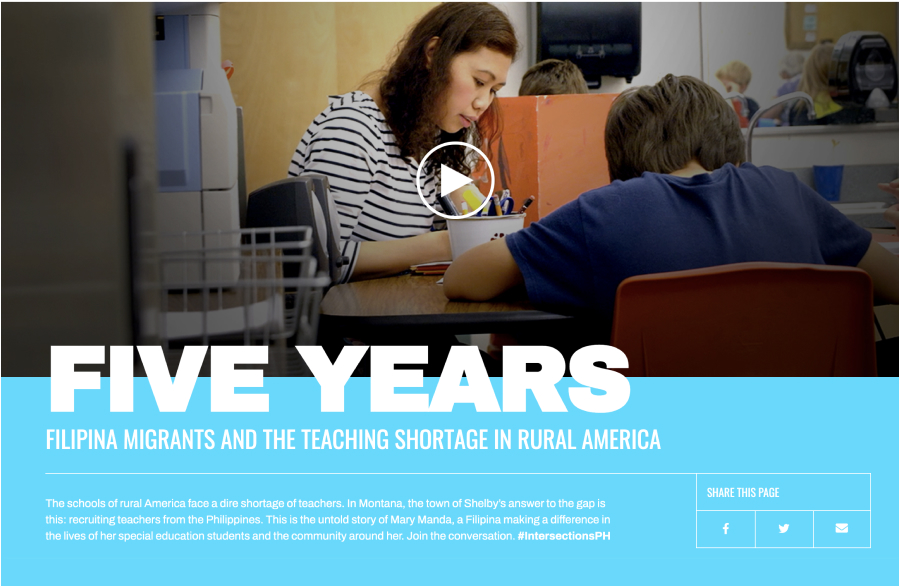 FIVE YEARS
FILIPINA MIGRANTS AND THE TEACHING SHORTAGE IN RURAL AMERICA
The schools of rural America face a dire shortage of teachers. In Montana, the town of Shelby's answer to the gap is
this: recruiting teachers from the Philippines. This is the untold story of Mary Manda, a Filipina making a difference in
the lives of her special education students and the community around her. Join the conversation. #IntersectionsPH
SHARE THIS PAGE